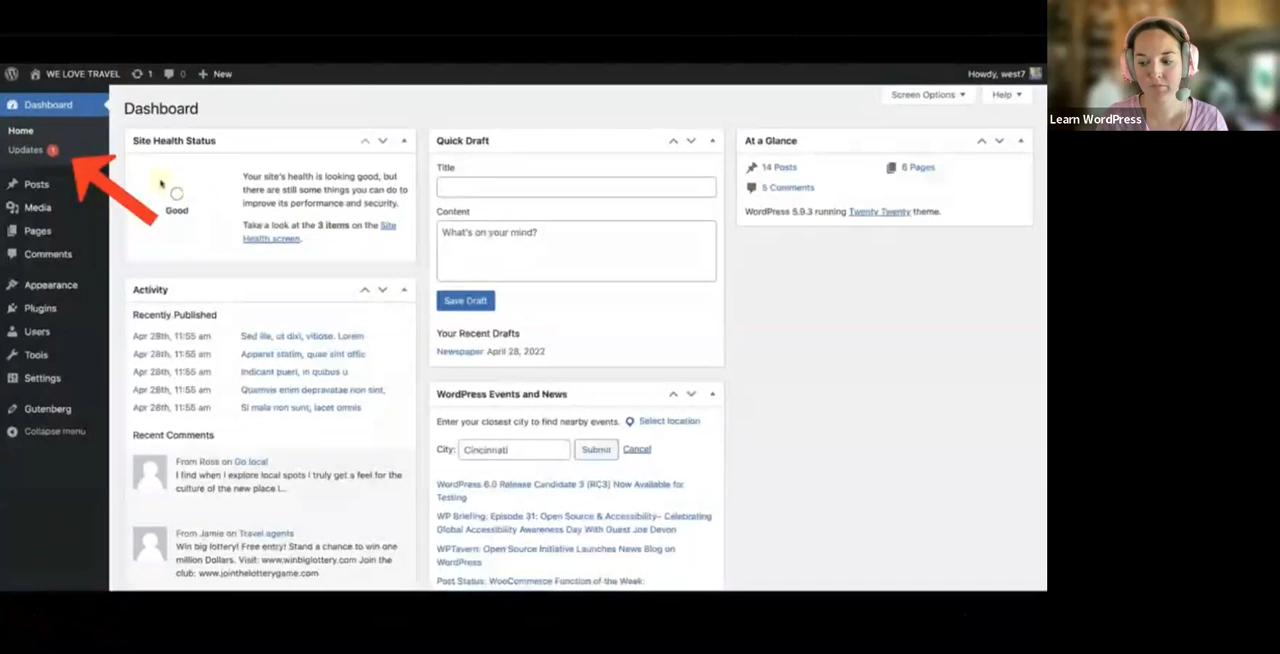 WE LOVE TRAVEL 1 0 New
Howdy, west7
Learn WordPress
Dashboard
Home
Updates 1
Posts
Media
Pages
Comments
Appearance
Plugins
Users
Tools
Settings
Gutenberg
Collapse menu
Dashboard
Screen Options
Help
Site Health Status
Good
Your site's health is looking good, but
there are still some things you can do to
improve its performance and security.
Take a look at the 3 items on the Site
Health screen.
Activity
Recently Published
Apr 28th, 11:55 am Sed ille, ut dixi, vitiose. Lorem
Apr 28th, 11:55 am Apparet statim, quae sint offic
Apr 28th, 11:55 am Indicant pueri, in quibus u
Apr 28th, 11:55 am Quamvis enim depravatae non sint,
Apr 28th, 11:55 am Si mala non sunt, iacet omnis
Recent Comments
From Ross on Go local
I find when I explore local spots I truly get a feel for the
culture of the new place I...
From Jamie on Travel agents
Win big lottery! Free entry! Stand a chance to win one
million Dollars. Visit: www.winbiglottery.com Join the
club: www.jointhelotterygame.com
Quick Draft
Title
Content
What's on your mind?
Save Draft
Your Recent Drafts
Newspaper April 28, 2022
WordPress Events and News
Enter your closest city to find nearby events. Select location
City: Cincinnati Submit Cancel
WordPress 6.0 Release Candidate 3 (RC3) Now Available for
Testing
WP Briefing: Episode 31: Open Source & Accessibility– Celebrating
Global Accessibility Awareness Day With Guest Joe Devon
WPTavern: Open Source Initiative Launches News Blog on
WordPress
Post Status: WooCommerce Function of the Week:
At a Glance
14 Posts 6 Pages
5 Comments
WordPress 5.9.3 running Twenty Twenty theme.